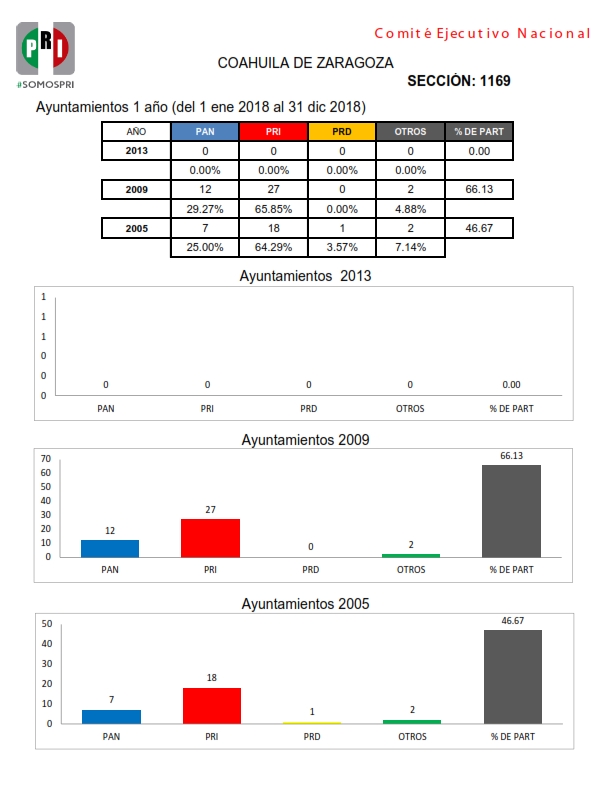 Comité Ejecutivo Nacional
PRI
#SOMOSPRI
COAHUILA DE ZARAGOZA
SECCIÓN: 1169
Ayuntamientos 1 año (del 1 ene 2018 al 31 dic 2018)
AÑO PAN PRI PRD OTROS % DE PART
2013 0 0 0 0 0.00
0.00% 0.00% 0.00% 0.00%
2009 12 27 0 2 66.13
29.27% 65.85% 0.00% 4.88%
2005 7 18 1 2 46.67
25.00% 64.29% 3.57% 7.14%
Ayuntamientos 2013
1
1
1
0
0
0
0 0 0 0 0.00
PAN PRI PRD OTROS % DE PART
Ayuntamientos 2009
70
60
50
40
30
20
10
0
12 27 0 2 66.13
PAN PRI PRD OTROS % DE PART
Ayuntamientos 2005
50
40
30
20
10
0
7 18 1 2 46.67
PAN PRI PRD OTROS % DE PART